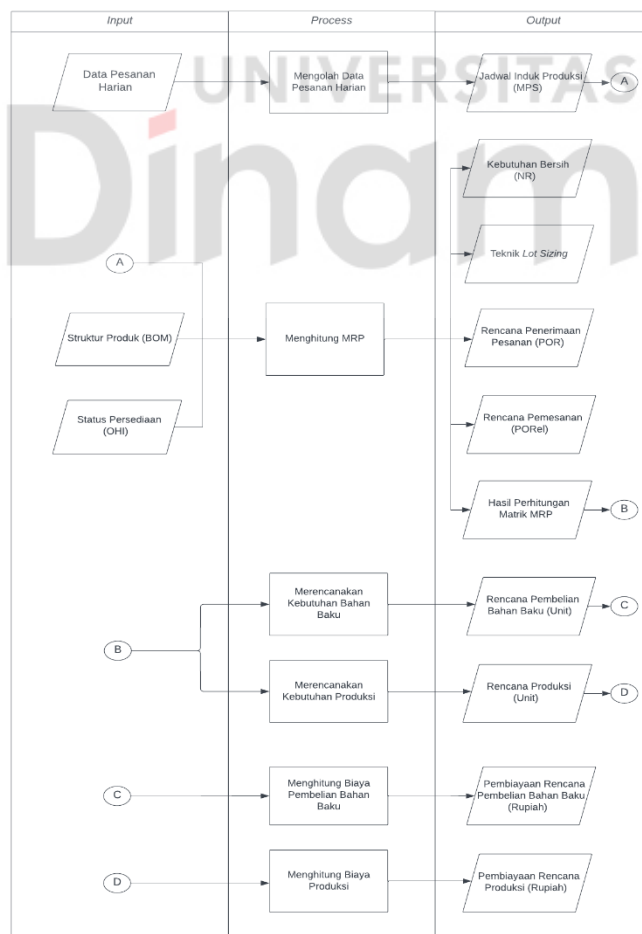 Input
Process
Output
UNIVERSITAS
Dinam
Data Pesanan
Harian
Mengolah Data
Pesanan Harian
Jadwal Induk Produksi
(MPS)
A
Kebutuhan Bersih
(NR)
Teknik Lot Sizing
A
Struktur Produk (BOM)
Menghitung MRP
Rencana Penerimaan
Pesanan (POR)
Status Persediaan
(OHI)
Rencana Pemesanan
(PORel)
Hasil Perhitungan
Matrik MRP
B
Merencanakan
Kebutuhan Bahan
Baku
Rencana Pembelian
Bahan Baku (Unit)
C
B
Merencanakan
Kebutuhan Produksi
Rencana Produksi
(Unit)
D
C
Menghitung Biaya
Pembelian Bahan
Baku
Pembiayaan Rencana
Pembelian Bahan Baku
(Rupiah)
D
Menghitung Biaya
Produksi
Pembiayaan Rencana
Produksi (Rupiah)